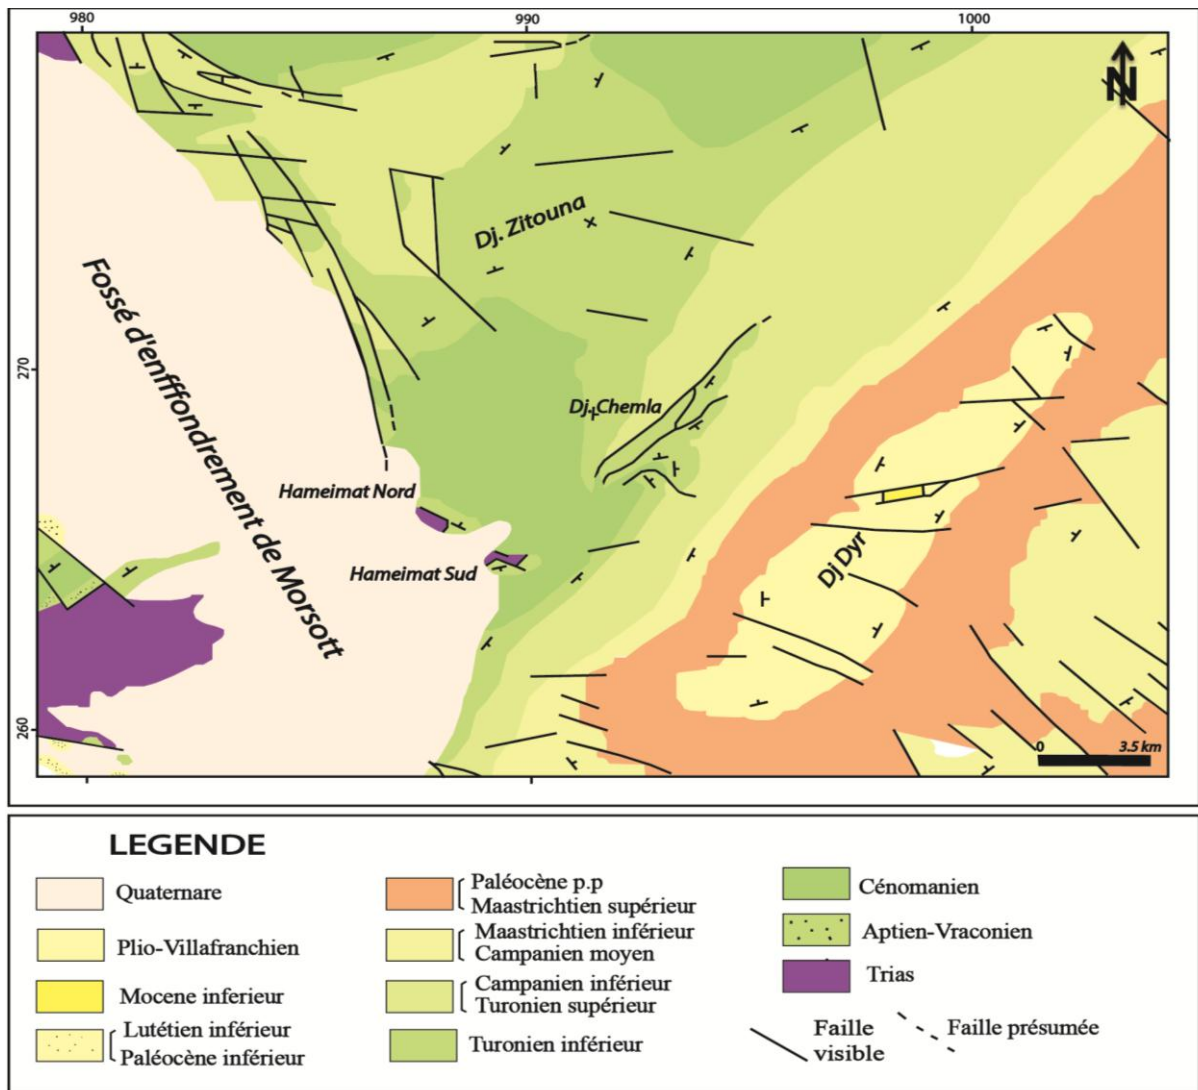 980
990
1000
N
Dj. Zitouna
Fossé d'enfffondrement de Morsott
270
Dj. Chemla
Hameimat Nord
Hameimat Sud
Dj Dyr
260
0
3.5 km
LEGENDE
Quaternare
Plio-Villafranchien
Mocene inferieur
Lutétien inférieur
Paléocène inférieur
Paléocène p.p
Maastrichtien supérieur
Maastrichtien inférieur
Campanien moyen
Campanien inférieur
Turonien supérieur
Turonien inférieur
Cénomanien
Aptien-Vraconien
Trias
Faille
visible
Faille présumée